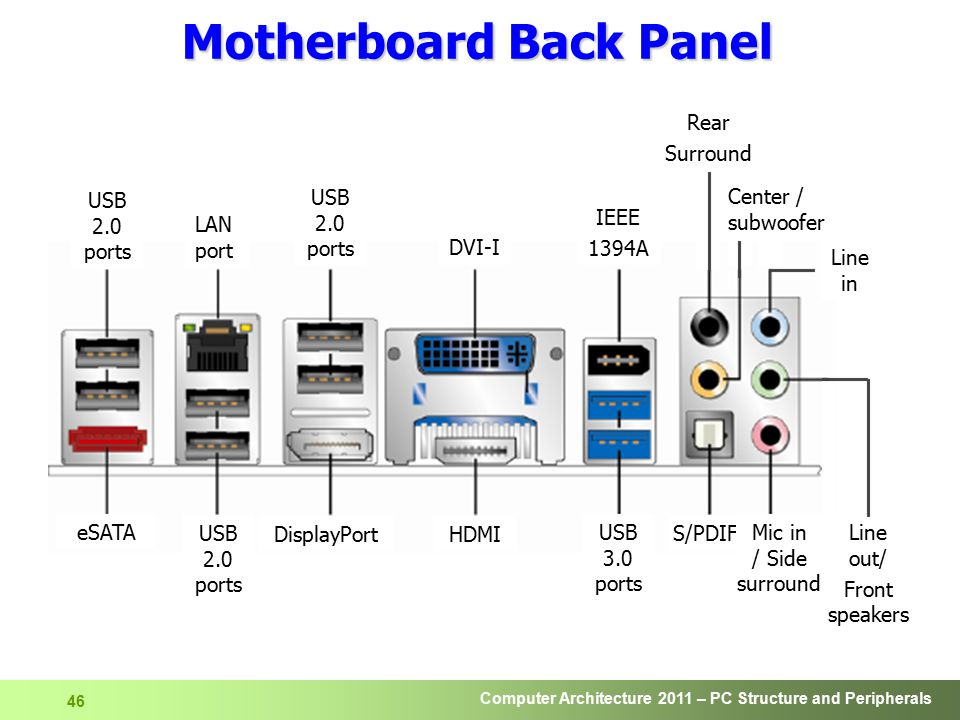 Motherboard Back Panel
Rear
Surround
USB
2.0
ports
LAN
port
USB
2.0
ports
DVI-I
IEEE
1394A
Center /
subwoofer
Line
in
eSATA
USB
2.0
ports
DisplayPort
HDMI
USB
3.0
ports
S/PDIF
Mic in
/ Side
surround
Line
out/
Front
speakers
46
Computer Architecture 2011 – PC Structure and Peripherals